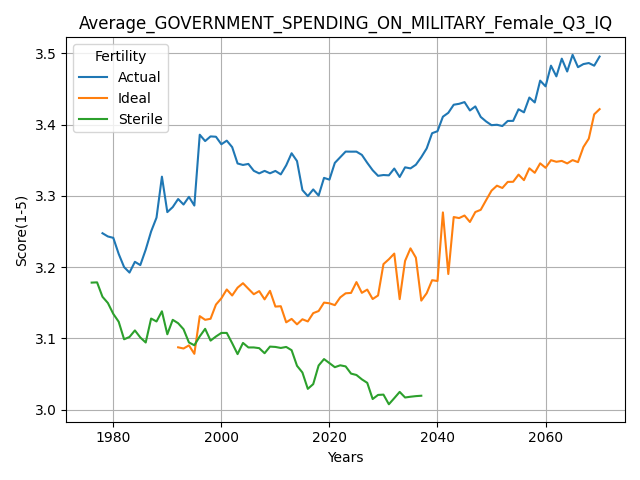 Average_GOVERNMENT_SPENDING_ON_MILITARY_Female_Q3_IQ
Fertility
Actual
Ideal
Sterile
Score(1-5)
3.5
3.4
3.3
3.2
3.1
3.0
1980 2000 2020 2040 2060
Years